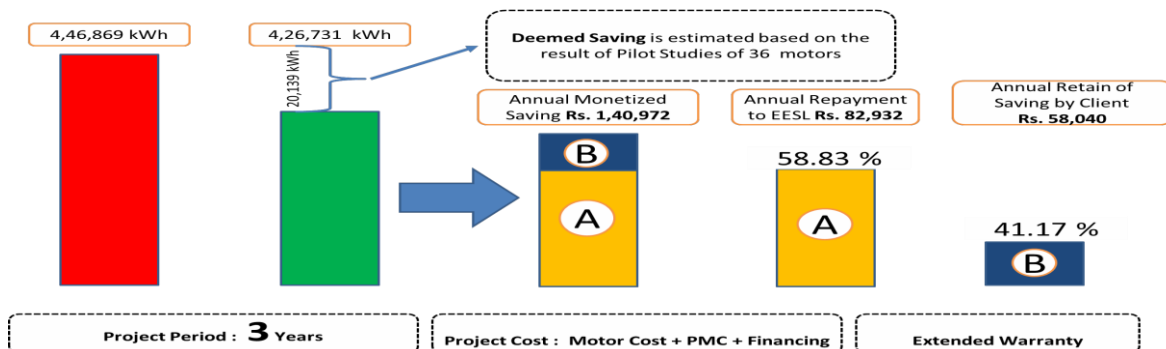 4,46,869 kWh
4,26,731 kWh
20,139 kWh
Deemed Saving is estimated based on the
result of Pilot Studies of 36 motors
Annual Monetized
Saving Rs. 1,40,972
Annual Repayment
to EESL Rs. 82,932
Annual Retain of
Saving by Client
Rs. 58,040
B
A
58.83 %
A
41.17 %
B
Project Period : 3 Years
Project Cost : Motor Cost + PMC + Financing
Extended Warranty